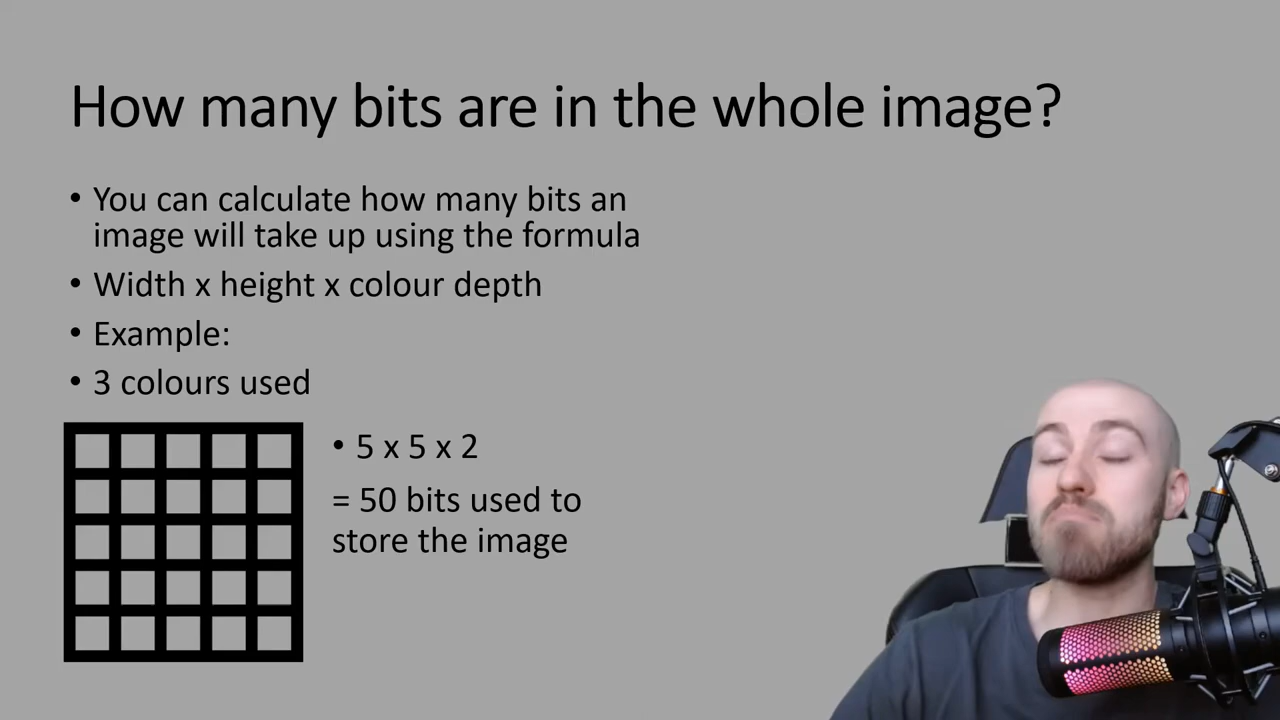 How many bits are in the whole image?
• You can calculate how many bits an
image will take up using the formula
• Width x height x colour depth
• Example:
• 3 colours used
• 5 x 5 x 2
= 50 bits used to
store the image